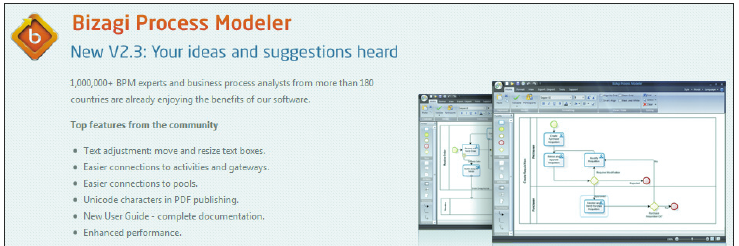 Bizagi Process Modeler
New V2.3: Your ideas and suggestions heard
1,000,000+ BPM experts and business process analysts from more than 180
countries are already enjoying the benefits of our software.
Top features from the community
Text adjustment: move and resize text boxes.
Easier connections to activities and gateways.
Easier connections to pools.
Unicode characters in PDF publishing.
New User Guide - complete documentation.
Enhanced performance.